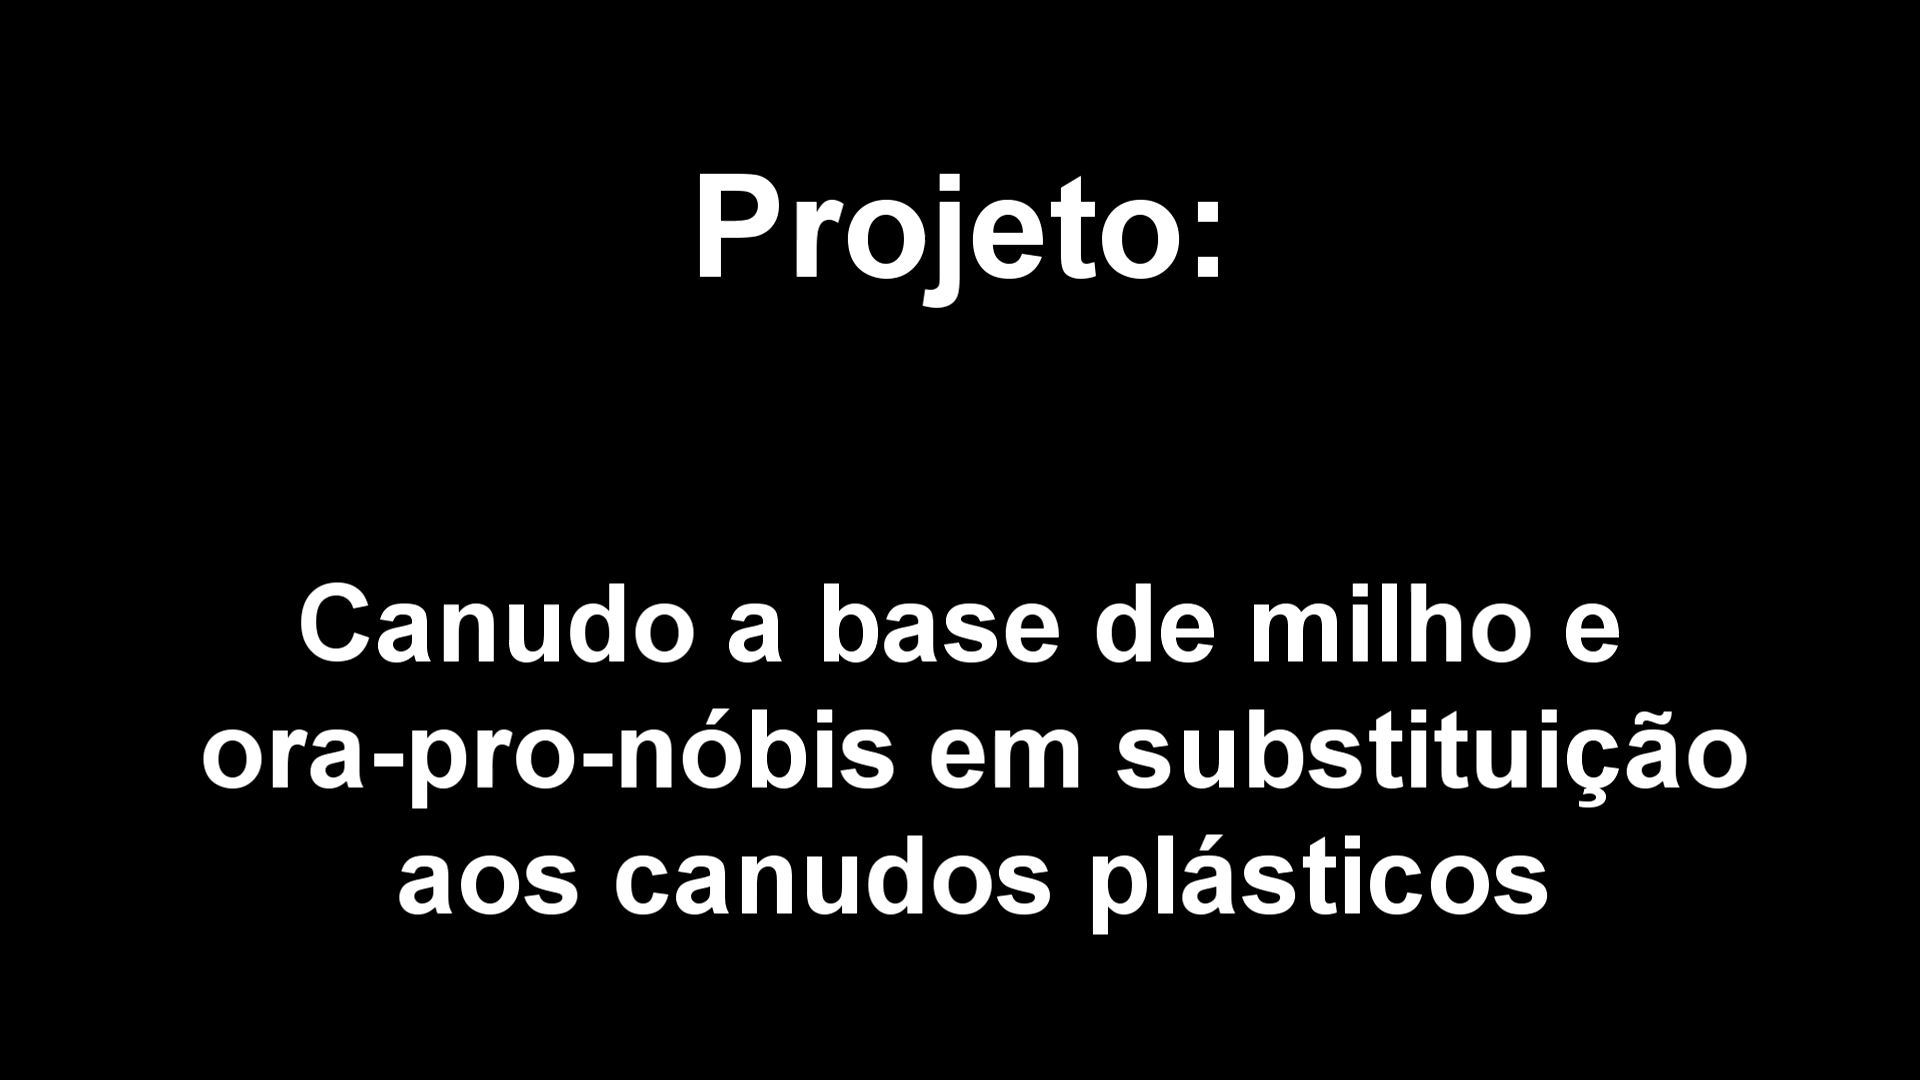 Projeto:
Canudo a base de milho e
ora-pro-nóbis em substituição
aos canudos plásticos